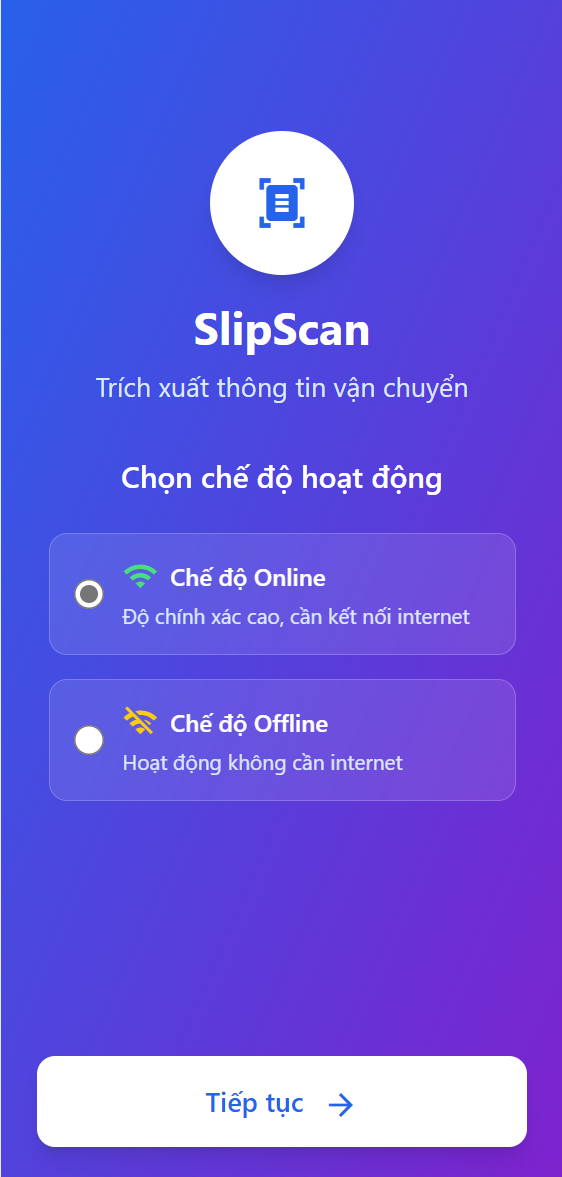 SlipScan
Trích xuất thông tin vận chuyển
Chọn chế độ hoạt động
Chế độ Online
Độ chính xác cao, cần kết nối internet
Chế độ Offline
Hoạt động không cần internet
Tiếp tục